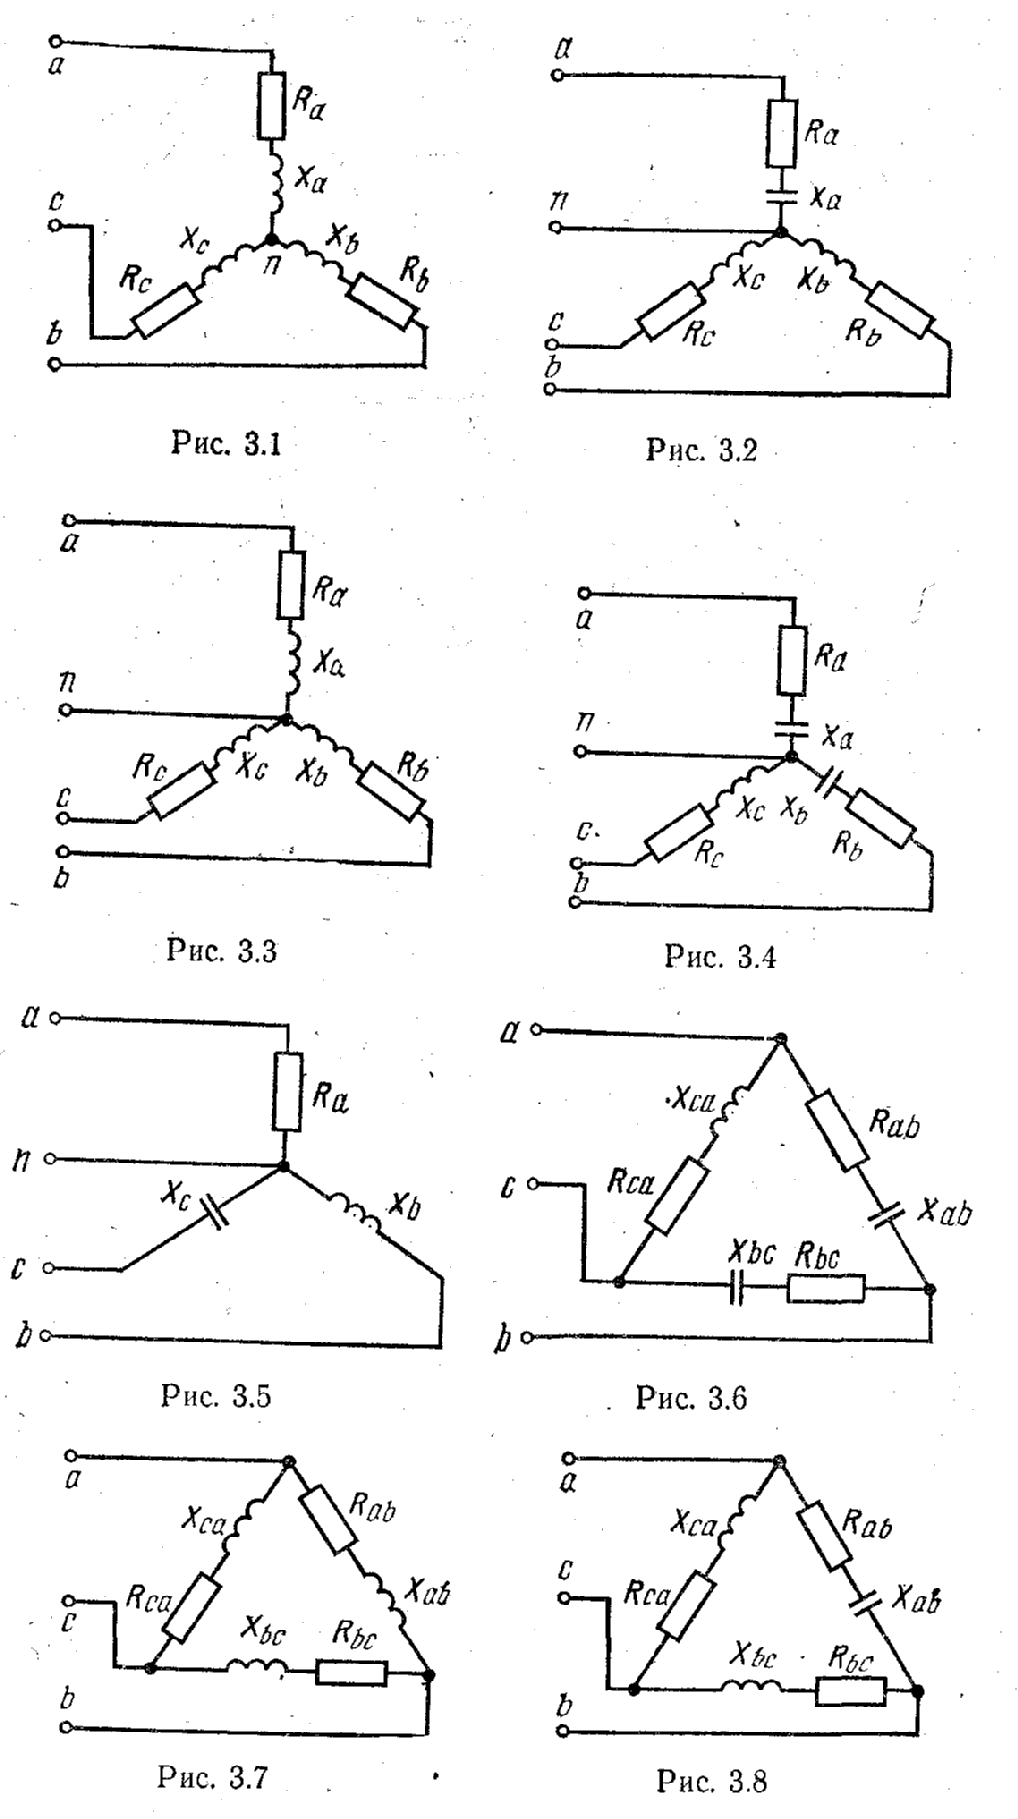 a
Ra
Xa
c
Xc
n
Xb
Rc
Rb
b
Рис. 3.1
a
Ra
Xa
n
Xc
Xb
c
Rc
Rb
b
Рис. 3.2
a
Ra
Xa
n
Rc
Xc
Xb
Rb
c
b
Рис. 3.3
a
Ra
Xa
n
Xc
Xb
c
Rc
Rb
b
Рис. 3.4
a
Ra
n
Xc
Xb
c
b
Рис. 3.5
a
Xca
Rab
c
Rca
Xab
Xbc
Rbc
b
Рис. 3.6
a
Xca
Rab
Rca
Xab
c
Xbc
Rbc
b
Рис. 3.7
a
Xca
Rab
c
Rca
Xab
Xbc
Rbc
b
Рис. 3.8